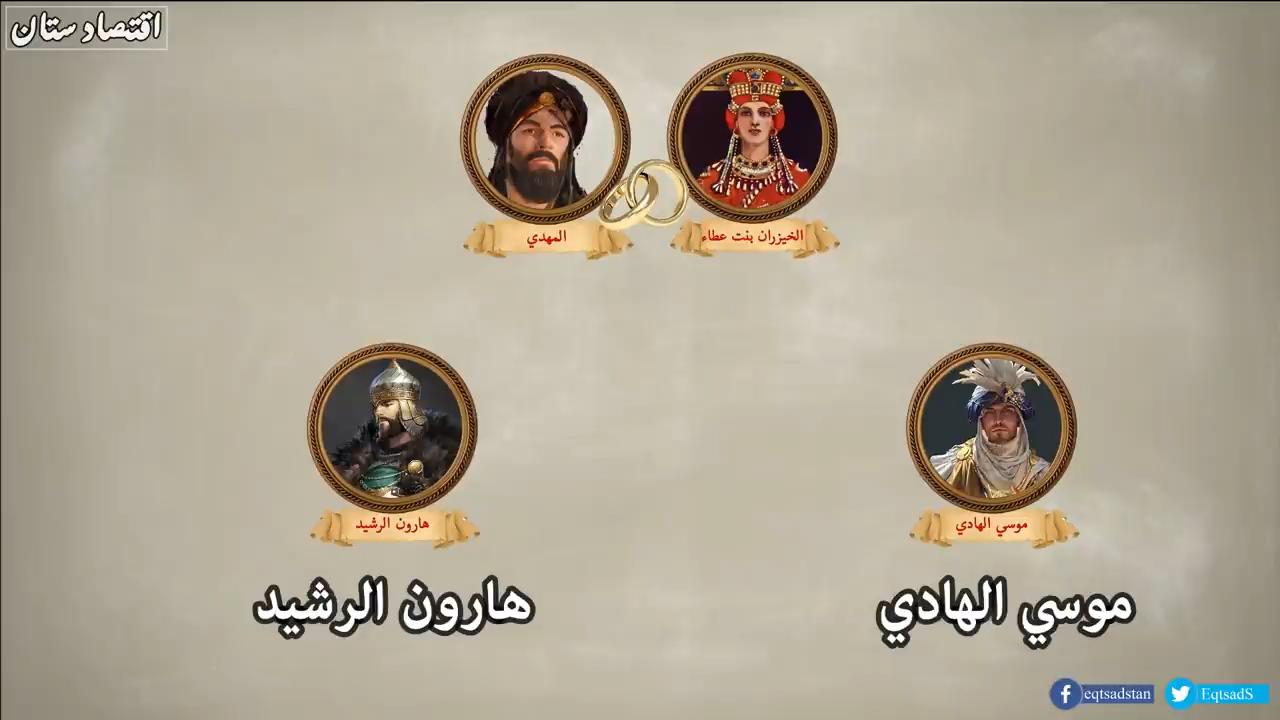 اقتصاد ستان
الخيزران بنت عطاء
المهدي
موسي الهادي
هارون الرشيد
موسي الهادي
هارون الرشيد
eqtsadstan
EqtsadS